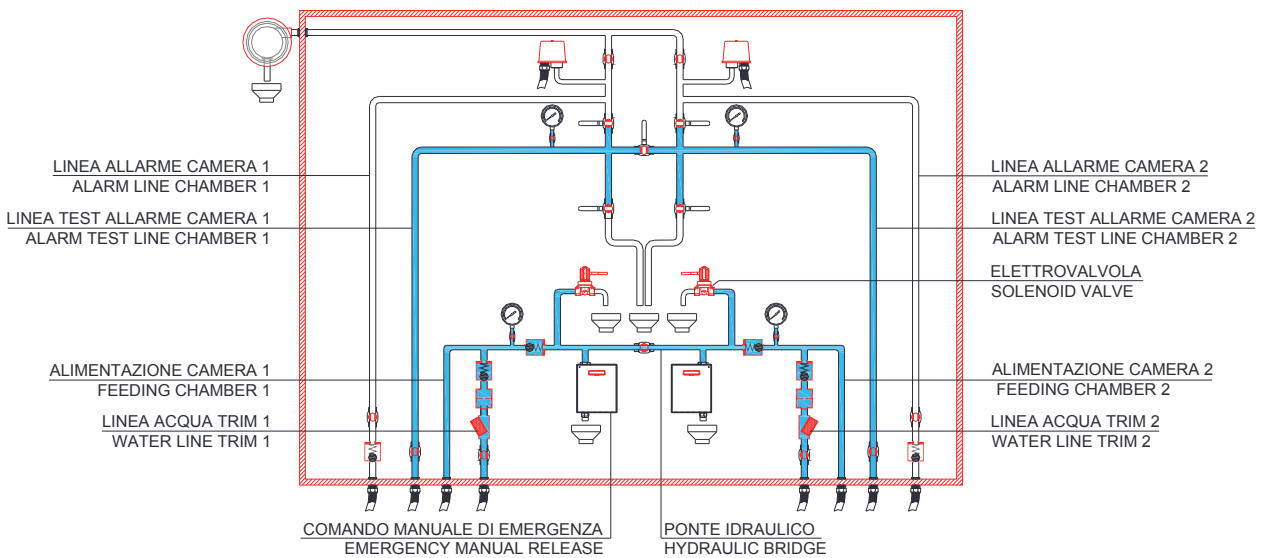 LINEA ALLARME CAMERA 1
ALARM LINE CHAMBER 1
LINEA TEST ALLARME CAMERA 1
ALARM TEST LINE CHAMBER 1
ALIMENTAZIONE CAMERA 1
FEEDING CHAMBER 1
LINEA ACQUA TRIM 1
WATER LINE TRIM 1
LINEA ALLARME CAMERA 2
ALARM LINE CHAMBER 2
LINEA TEST ALLARME CAMERA 2
ALARM TEST LINE CHAMBER 2
ELETTROVALVOLA
SOLENOID VALVE
ALIMENTAZIONE CAMERA 2
FEEDING CHAMBER 2
LINEA ACQUA TRIM 2
WATER LINE TRIM 2
COMANDO MANUALE DI EMERGENZA
EMERGENCY MANUAL RELEASE
PONTE IDRAULICO
HYDRAULIC BRIDGE